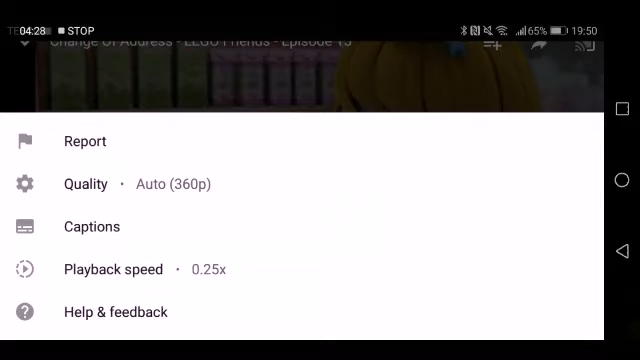 04:28 STOP 65% 19:50
Change of Address - LEGO Friends - Episode 15
Report
Quality • Auto (360p)
Captions
Playback speed • 0.25x
Help & feedback